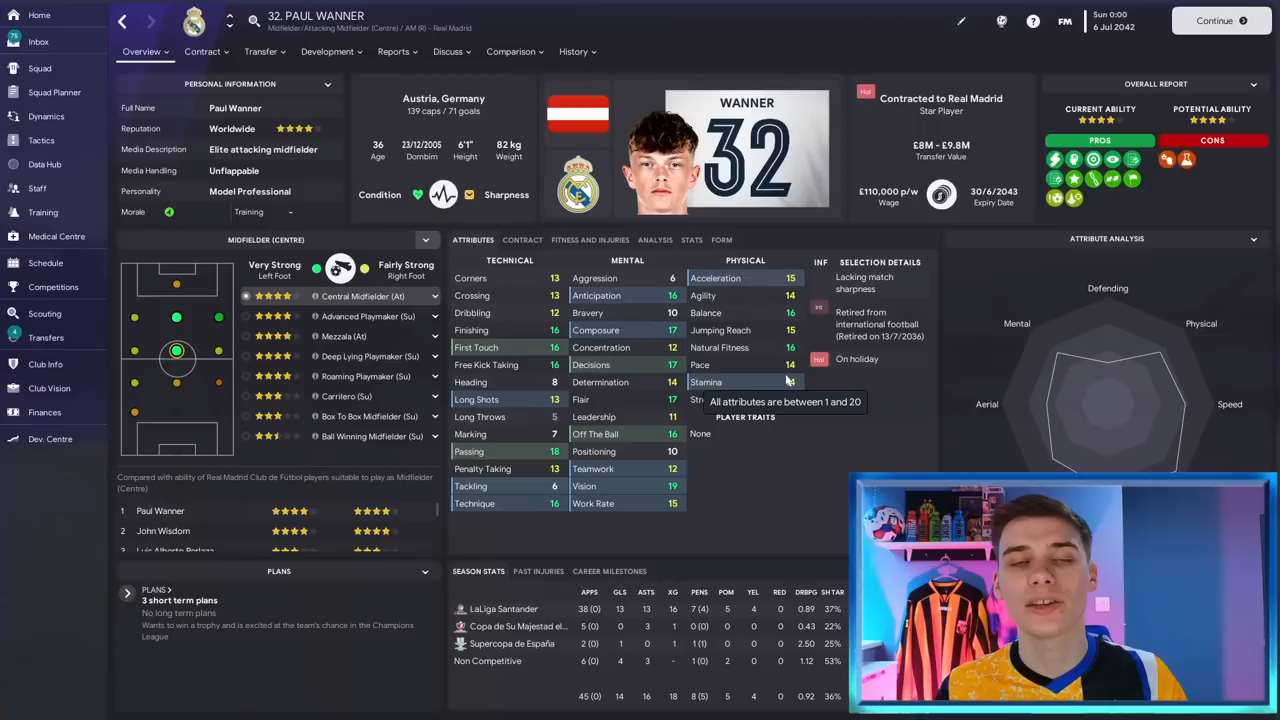 Home
75
Inbox
Squad
Squad Planner
Dynamics
Tactics
Data Hub
Staff
Training
Medical Centre
Schedule
Competitions
Scouting
4
Transfers
Club Info
Club Vision
Finances
Dev. Centre
32. PAUL WANNER
Midfielder/Attacking Midfielder (Centre) / AM (R) - Real Madrid
FM
Sun 0:00
6 Jul 2042
Continue
Overview
Contract
Transfer
Development
Reports
Discuss
Comparison
History
PERSONAL INFORMATION
Full Name Paul Wanner
Reputation Worldwide
Media Description Elite attacking midfielder
Media Handling Unflappable
Personality Model Professional
Morale Training -
Austria, Germany
139 caps / 71 goals
36 23/12/2005 6'1" 82 kg
Age Dombim Height Weight
Condition Sharpness
WANNER
32
Hol
Contracted to Real Madrid
Star Player
£8M - £9.8M
Transfer Value
£110,000 p/w 30/6/2043
Wage Expiry Date
OVERALL REPORT
CURRENT ABILITY POTENTIAL ABILITY
PROS CONS
MIDFIELDER (CENTRE)
Very Strong Fairly Strong
Left Foot Right Foot
Central Midfielder (At)
Advanced Playmaker (Su)
Mezzala (At)
Deep Lying Playmaker (Su)
Roaming Playmaker (Su)
Carrilero (Su)
Box To Box Midfielder (Su)
Ball Winning Midfielder (Su)
Compared with ability of Real Madrid Club de Fútbol players suitable to play as Midfielder
(Centre)
1 Paul Wanner
2 John Wisdom
PLANS
PLANS >
3 short term plans
No long term plans
Wants to win a trophy and is excited at the team's chance in the Champions
League
ATTRIBUTES CONTRACT FITNESS AND INJURIES ANALYSIS STATS FORM
TECHNICAL MENTAL PHYSICAL
Corners 13 Aggression 6 Acceleration 15
Crossing 13 Anticipation 16 Agility 14
Dribbling 12 Bravery 10 Balance 16
Finishing 16 Composure 17 Jumping Reach 15
First Touch 16 Concentration 12 Natural Fitness 16
Free Kick Taking 16 Decisions 17 Pace 14
Heading 8 Determination 14 Stamina
Long Shots 13 Flair 17
All attributes are between 1 and 20
Long Throws 5 Leadership 11 PLAYER TRAITS
Marking 7 Off The Ball 16 None
Passing 18 Positioning 10
Penalty Taking 13 Teamwork 12
Tackling 6 Vision 19
Technique 16 Work Rate 15
INF SELECTION DETAILS
Lacking match
sharpness
Int Retired from
international football
(Retired on 13/7/2036)
Hol On holiday
ATTRIBUTE ANALYSIS
Defending
Mental Physical
Aerial Speed
SEASON STATS PAST INJURIES CAREER MILESTONES
APPS GLS ASTS XG PENS POM YEL RED DRBPG SH TAR
LaLiga Santander 38 (0) 13 13 16 7 (4) 5 4 0 0.89 37%
Copa de Su Majestad el... 5 (0) 0 3 1 0 (0) 0 0 0 0.43 22%
Supercopa de España 2 (0) 1 0 1 1 (1) 0 0 0 2.50 25%
Non Competitive 6 (0) 4 3 - 1 (0) 2 0 0 1.12 53%
45 (0) 14 16 18 8 (5) 5 4 0 0.92 36%